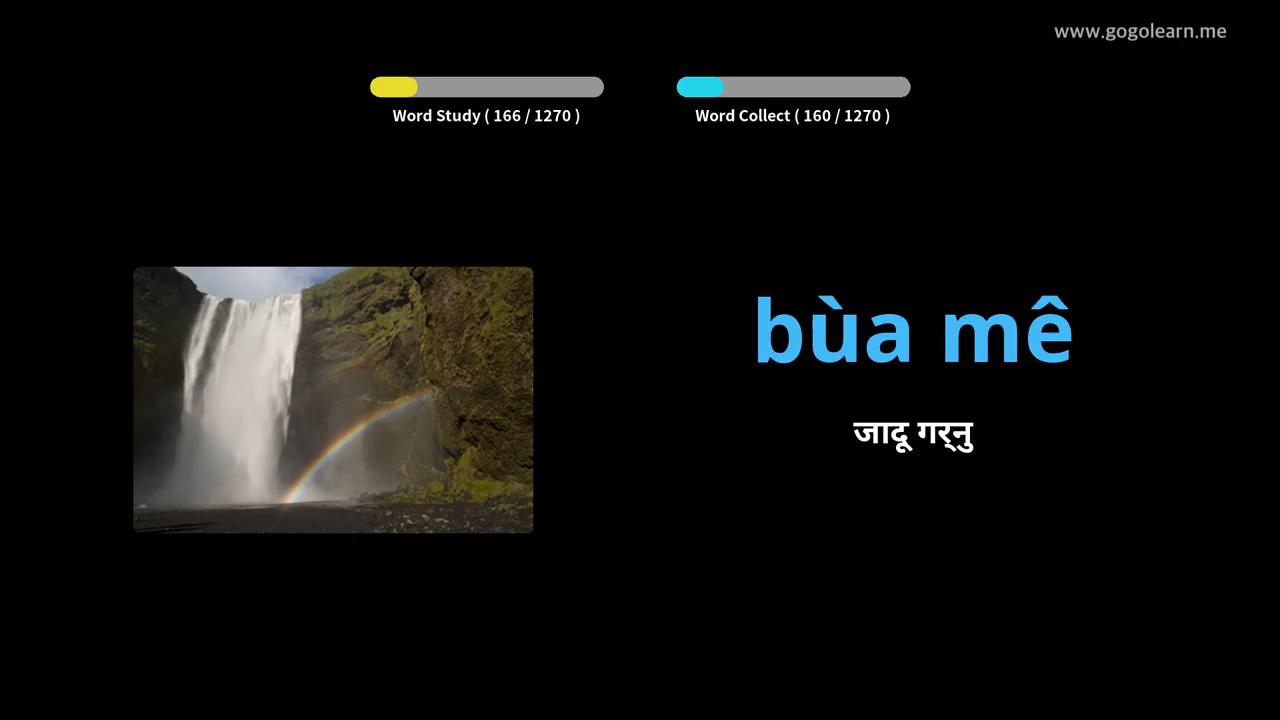 www.gogolearn.me
Word Study ( 166 / 1270 )
Word Collect ( 160 / 1270 )
bùa mê
जादू गर्नु